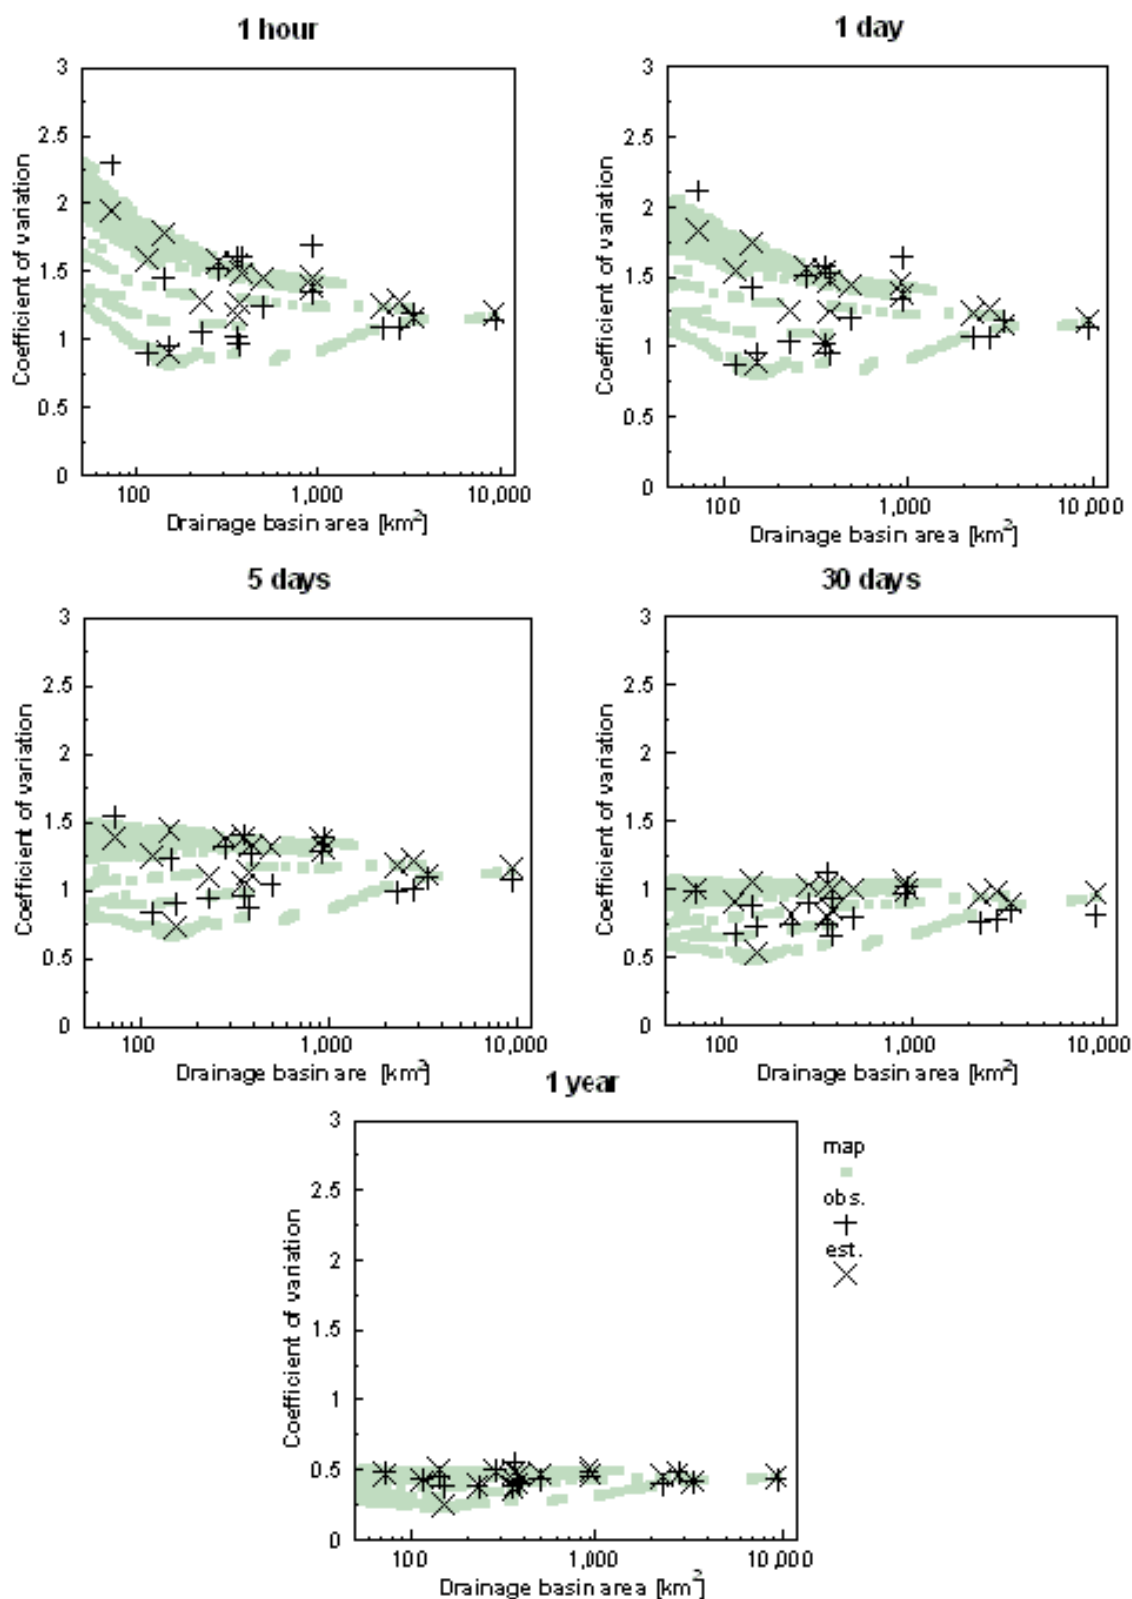 1 hour
3
2.5
2
1.5
1
0.5
0
Coefficient of variation
100 1,000 10,000
Drainage basin area [km²]
1 day
3
2.5
2
1.5
1
0.5
0
Coefficient of variation
100 1,000 10,000
Drainage basin area [km²]
5 days
3
2.5
2
1.5
1
0.5
0
Coefficient of variation
100 1,000 10,000
Drainage basin are [km²]
30 days
3
2.5
2
1.5
1
0.5
0
Coefficient of variation
100 1,000 10,000
Drainage basin area [km²]
1 year
3
2.5
2
1.5
1
0.5
0
Coefficient of variation
100 1,000 10,000
Drainage basin area [km²]
map
obs.
est.